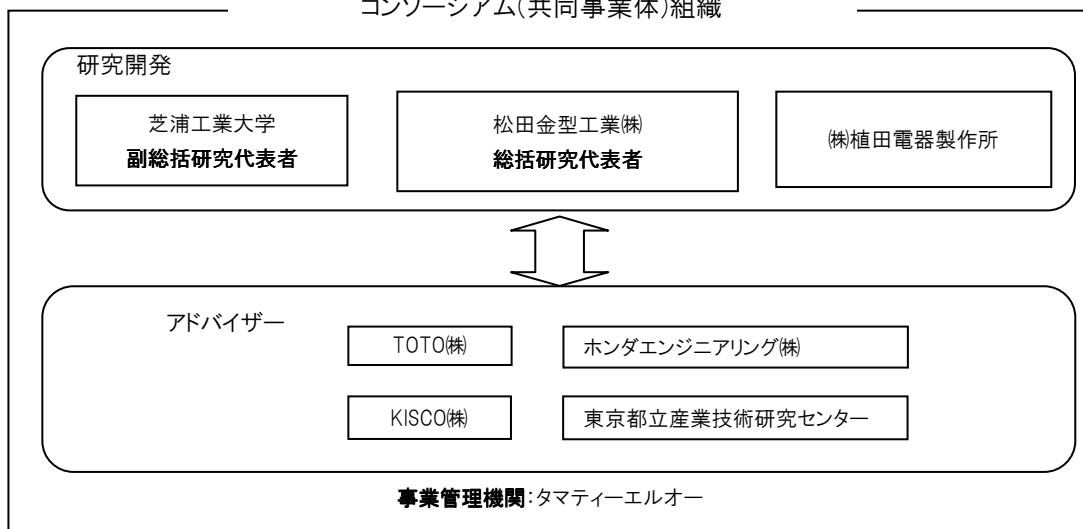 コンソーシアム(共同事業体)組織
研究開発
芝浦工業大学
副総括研究代表者
松田金型工業㈱
総括研究代表者
㈱植田電器製作所
アドバイザー
TOTO㈱
ホンダエンジニアリング㈱
KISCO㈱
東京都立産業技術研究センター
事業管理機関:タマティーエルオー